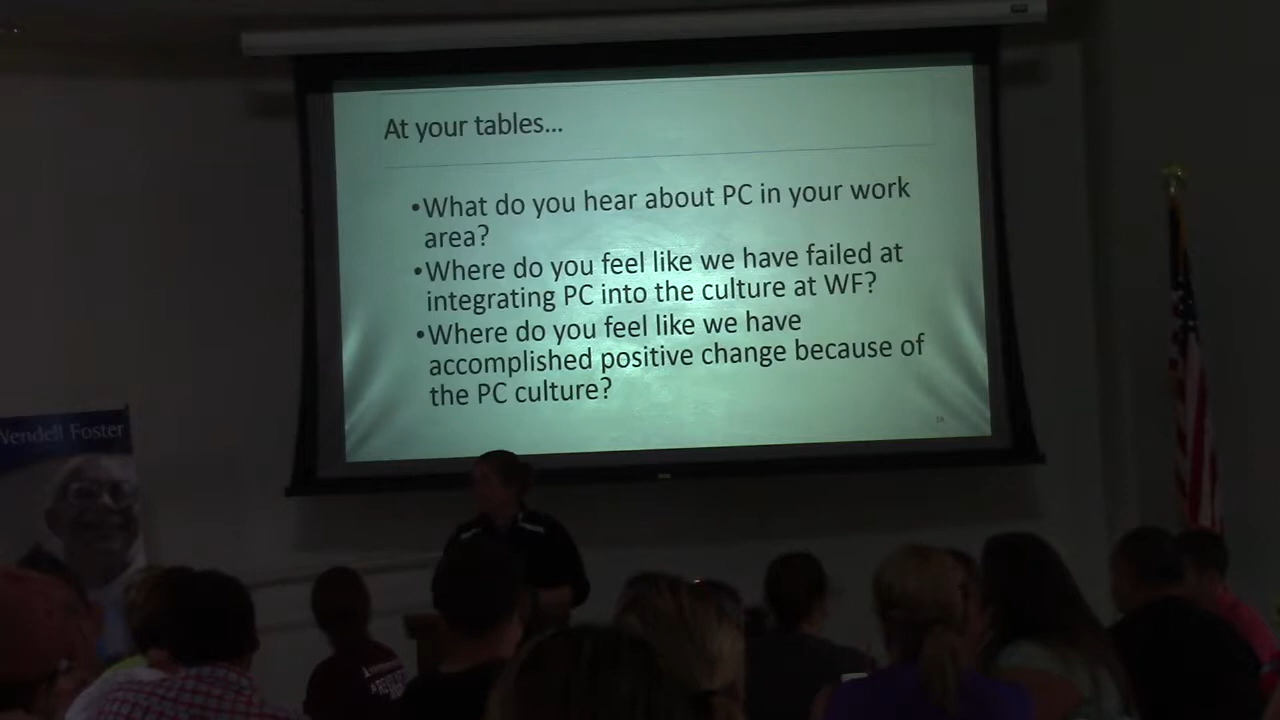 At your tables...
•What do you hear about PC in your work
area?
•Where do you feel like we have failed at
integrating PC into the culture at WF?
•Where do you feel like we have
accomplished positive change because of
the PC culture?
Wendell Foster